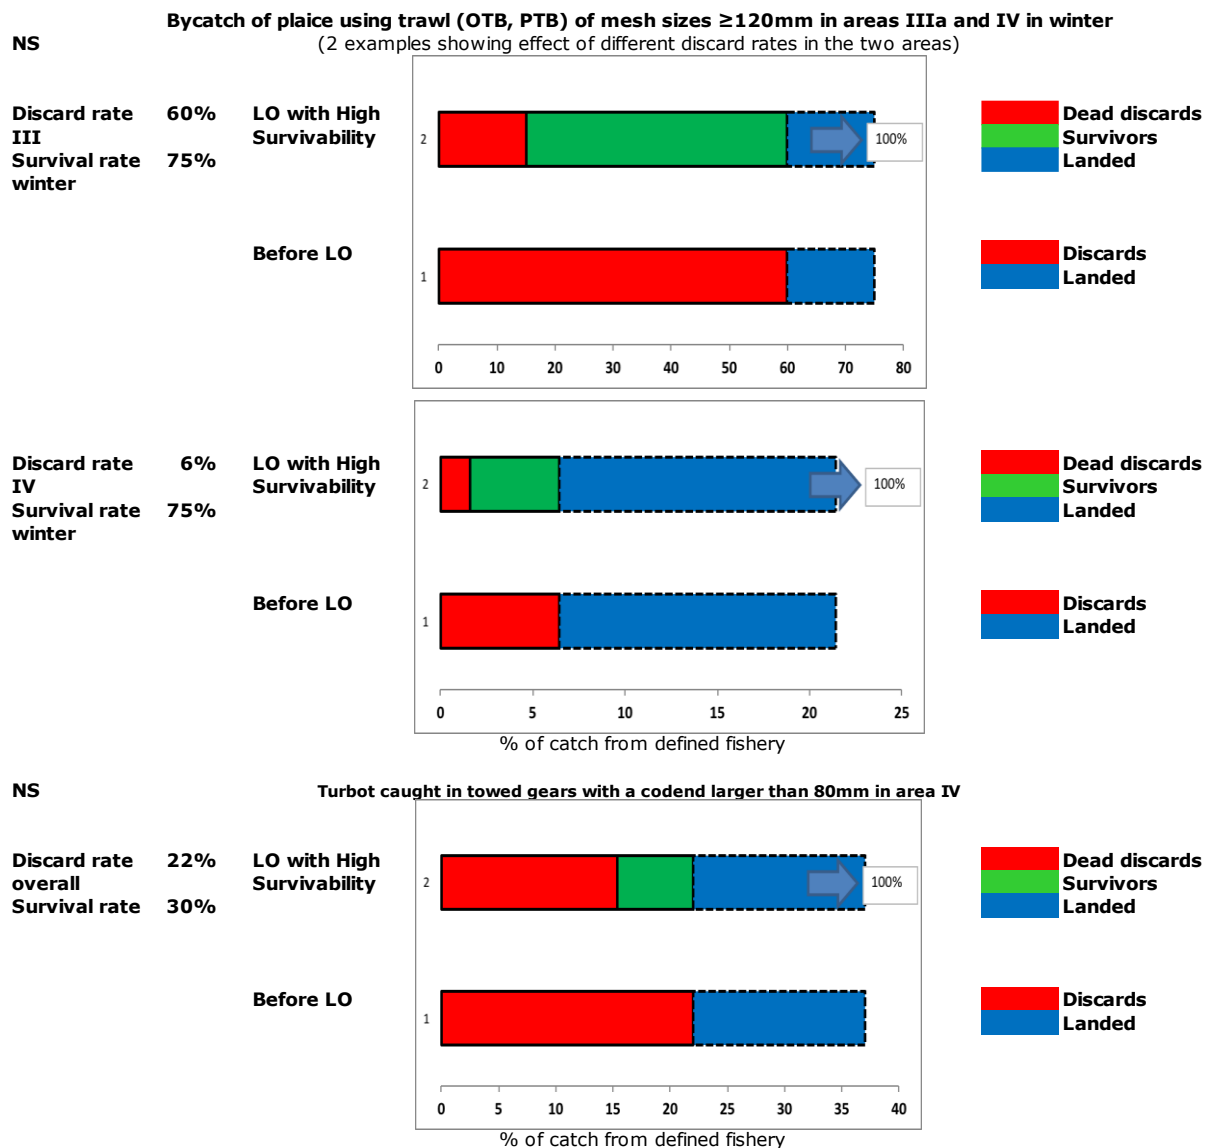 Bycatch of plaice using trawl (OTB, PTB) of mesh sizes ≥120mm in areas IIIa and IV in winter
NS
(2 examples showing effect of different discard rates in the two areas)
Discard rate 60% LO with High
III Survivability
Survival rate 75%
winter
2
100%
Dead discards
Survivors
Landed
Before LO
1
Discards
Landed
0 10 20 30 40 50 60 70 80
Discard rate 6% LO with High
IV Survivability
Survival rate 75%
winter
2
100%
Dead discards
Survivors
Landed
Before LO
1
Discards
Landed
0 5 10 15 20 25
% of catch from defined fishery
NS
Turbot caught in towed gears with a codend larger than 80mm in area IV
Discard rate 22% LO with High
overall Survivability
Survival rate 30%
2
100%
Dead discards
Survivors
Landed
Before LO
1
Discards
Landed
0 5 10 15 20 25 30 35 40
% of catch from defined fishery